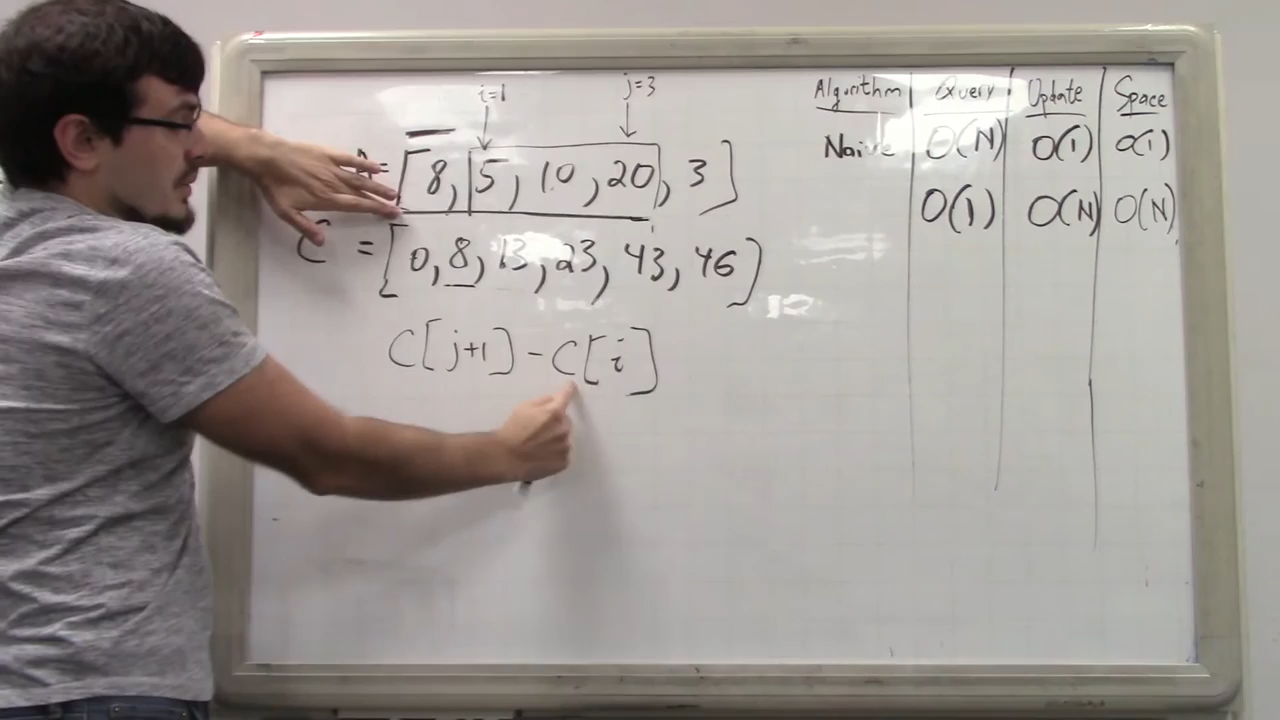 i=1 j=3
A= [8, 5, 10, 20, 3]
C = [0, 8, 13, 23, 43, 46]
C[j+1] - C[i]
Algorithm Query Update Space
Naive O(N) O(1) O(1)
O(1) O(N) O(N)